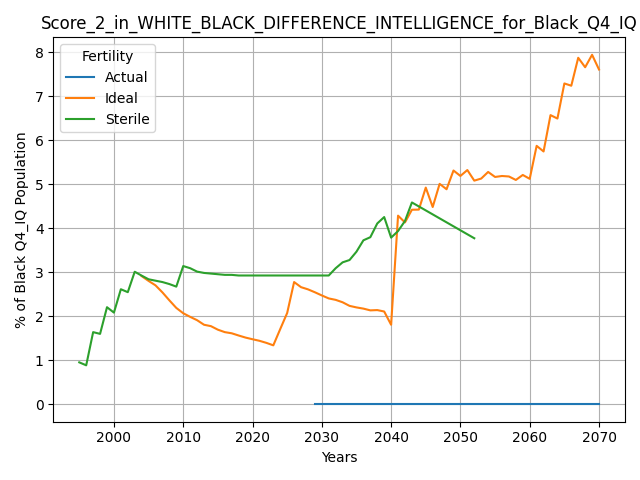 Score_2_in_WHITE_BLACK_DIFFERENCE_INTELLIGENCE_for_Black_Q4_IQ
Fertility
Actual
Ideal
Sterile
% of Black Q4_IQ Population
8
7
6
5
4
3
2
1
0
2000 2010 2020 2030 2040 2050 2060 2070
Years